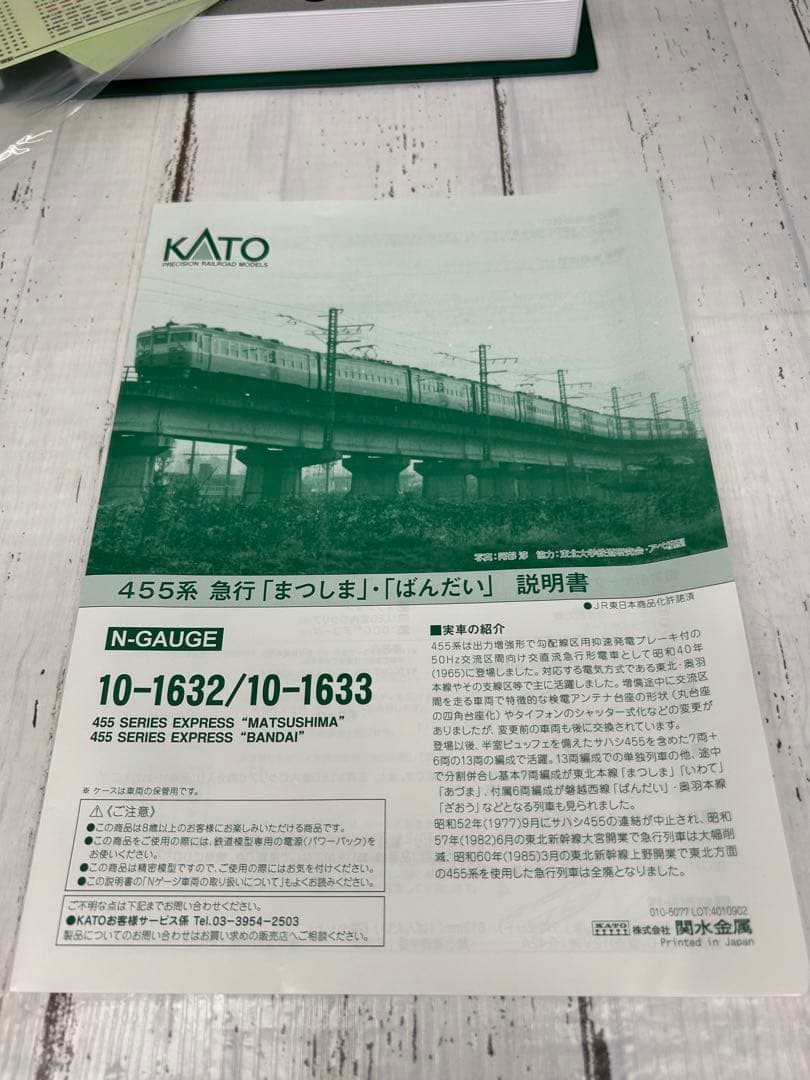 KATO
PRECISION RAILROAD MODELS
写真:阿部 淳 協力:東北大学鉄道研究会・アベ模型
455系 急行「まつしま」・「ばんだい」 説明書
●JR東日本商品化許諾済
N-GAUGE
10-1632/10-1633
455 SERIES EXPRESS “MATSUSHIMA”
455 SERIES EXPRESS “BANDAI”
※ ケースは車両の保管用です。
⚠〈ご注意〉
●この商品は8歳以上のお客様にお楽しみいただける商品です。
●この商品をご使用の際には、鉄道模型専用の電源(パワーパック)を
お使いください。
●この商品は精密模型ですので、ご使用の際にはお気を付けください。
●この説明書の「Nゲージ車両の取り扱いについて」もよくお読みください。
ご不明な点は下記までお問い合わせください。
●KATOお客様サービス係 Tel.03-3954-2503
製品についてのお問い合わせはお買い求めの販売店へご相談ください。
■実車の紹介
455系は出力増強形で勾配線区用抑速発電ブレーキ付の
50Hz交流区間向け交直流急行形電車として昭和40年
(1965)に登場しました。対応する電気方式である東北・奥羽
本線やその支線区等で主に活躍しました。増備途中に交流区
間を走る車両で特徴的な検電アンテナ台座の形状(丸台座
の四角台座化)やタイフォンのシャッター式化などの変更が
ありましたが、変更前の車両も後に交換されています。
登場以後、半室ビュッフェを備えたサハシ455を含めた7両+
6両の13両の編成で活躍。13両編成での単独列車の他、途中
で分割併合し基本7両編成が東北本線「まつしま」「いわて」
「あづま」、付属6両編成が磐越西線「ばんだい」・奥羽本線
「ざおう」などとなる列車も見られました。
昭和52年(1977)9月にサハシ455の連結が中止され、昭和
57年(1982)6月の東北新幹線大宮開業で急行列車は大幅削
減、昭和60年(1985)3月の東北新幹線上野開業で東北方面
の455系を使用した急行列車は全廃となりました。
010-5077 LOT:4010902
KATO 株式会社 関水金属
Printed in Japan